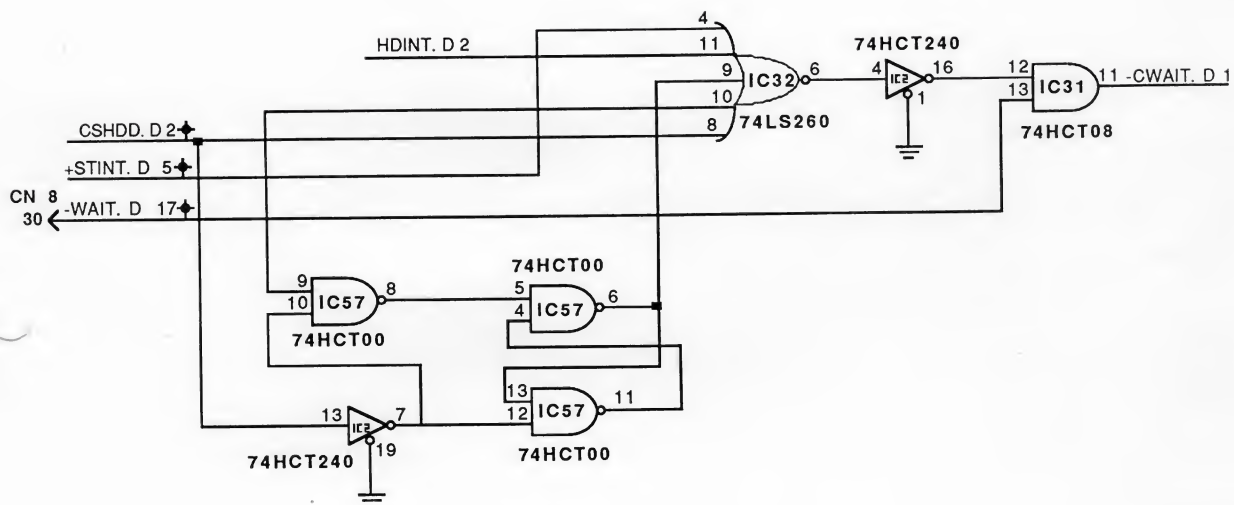 4
HDINT. D 2
11
74HCT240
9
IC32
6
4
IC2
16
12
IC31
11
-CWAIT. D 1
10
1
13
CSHDD. D 2
8
74LS260
74HCT08
+STINT. D 5
CN 8
30
-WAIT. D 17
74HCT00
9
10
IC57
8
5
4
IC57
6
74HCT00
13
12
IC57
11
13
IC2
7
19
74HCT240
74HCT00